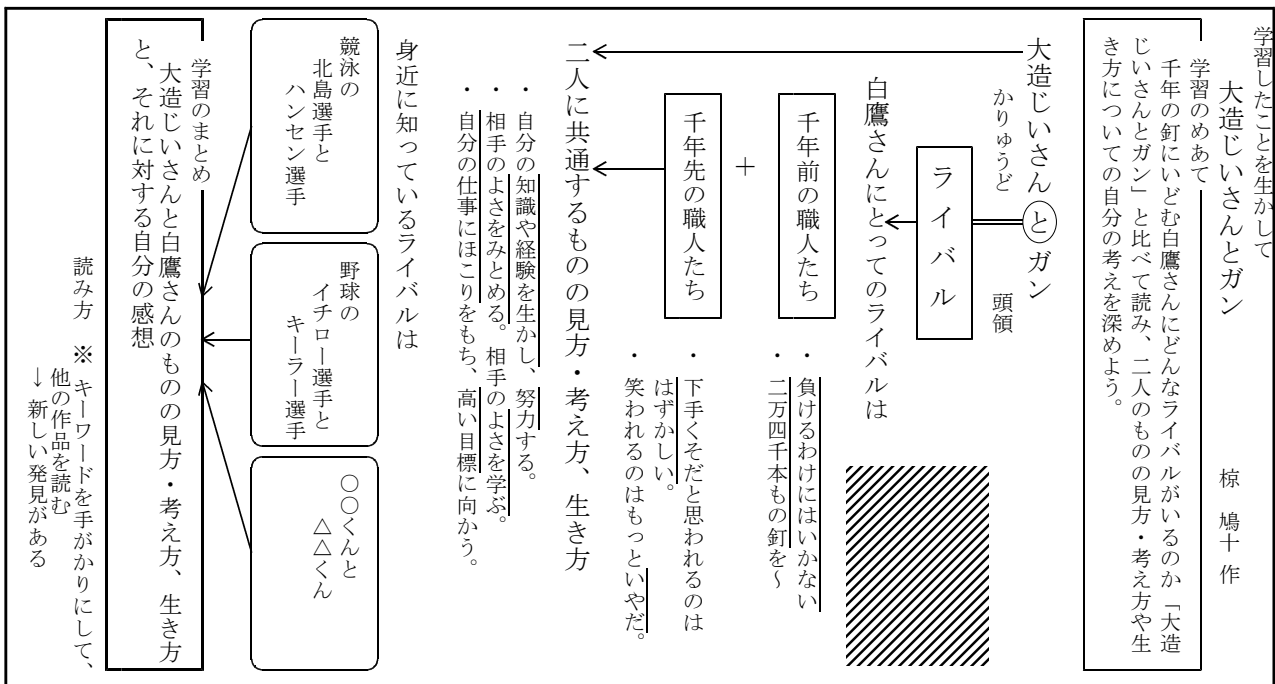 学習したことを生かして
大造じいさんとガン　椋　鳩十　作
学習のめあて
千年の釘にいどむ白鷹さんにどんなライバルがいるのか「大造
じいさんとガン」と比べて読み、二人のものの見方・考え方や生
き方についての自分の考えを深めよう。
大造じいさんとガン
かりゅうど　頭領
ライバル
白鷹さんにとってのライバルは
千年前の職人たち
・負けるわけにはいかない
・二万四千本もの釘を～
＋
千年先の職人たち
・下手くそだと思われるのは
はずかしい。
・笑われるのはもっといやだ。
二人に共通するものの見方・考え方、生き方
・自分の知識や経験を生かし、努力する。
・相手のよさをみとめる。相手のよさを学ぶ。
・自分の仕事にほこりをもち、高い目標に向かう。
身近に知っているライバルは
競泳の
北島選手と
ハンセン選手
野球の
イチロー選手と
キーラー選手
○○くんと
△△くん
学習のまとめ
大造じいさんと白鷹さんのものの見方・考え方、生き方
と、それに対する自分の感想
読み方　※キーワードを手がかりにして、
他の作品を読む
→新しい発見がある